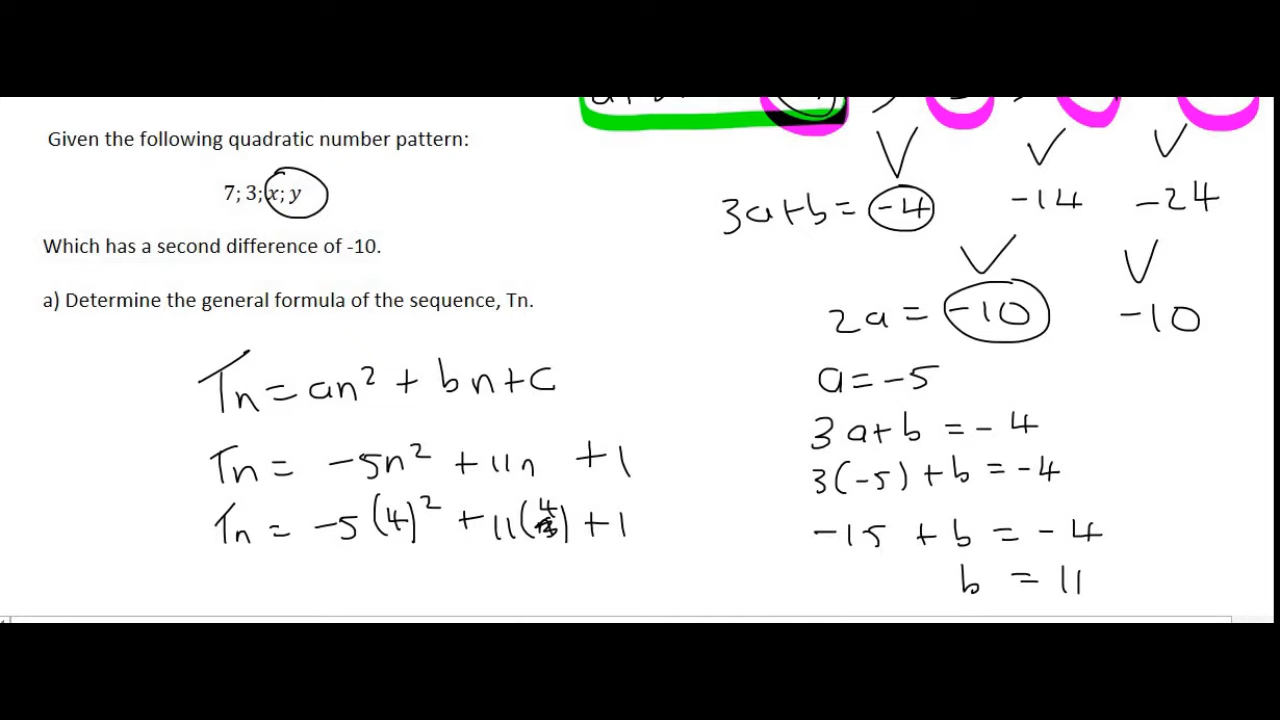 Given the following quadratic number pattern:
7; 3; x; y
Which has a second difference of -10.
a) Determine the general formula of the sequence, Tn.
Tn = an² + bn + c
Tn = -5n² + 11n + 1
Tn = -5(4)² + 11(4) + 1
3a+b = -4 -14 -24
2a = -10 -10
a = -5
3a+b = -4
3(-5) + b = -4
-15 + b = -4
b = 11